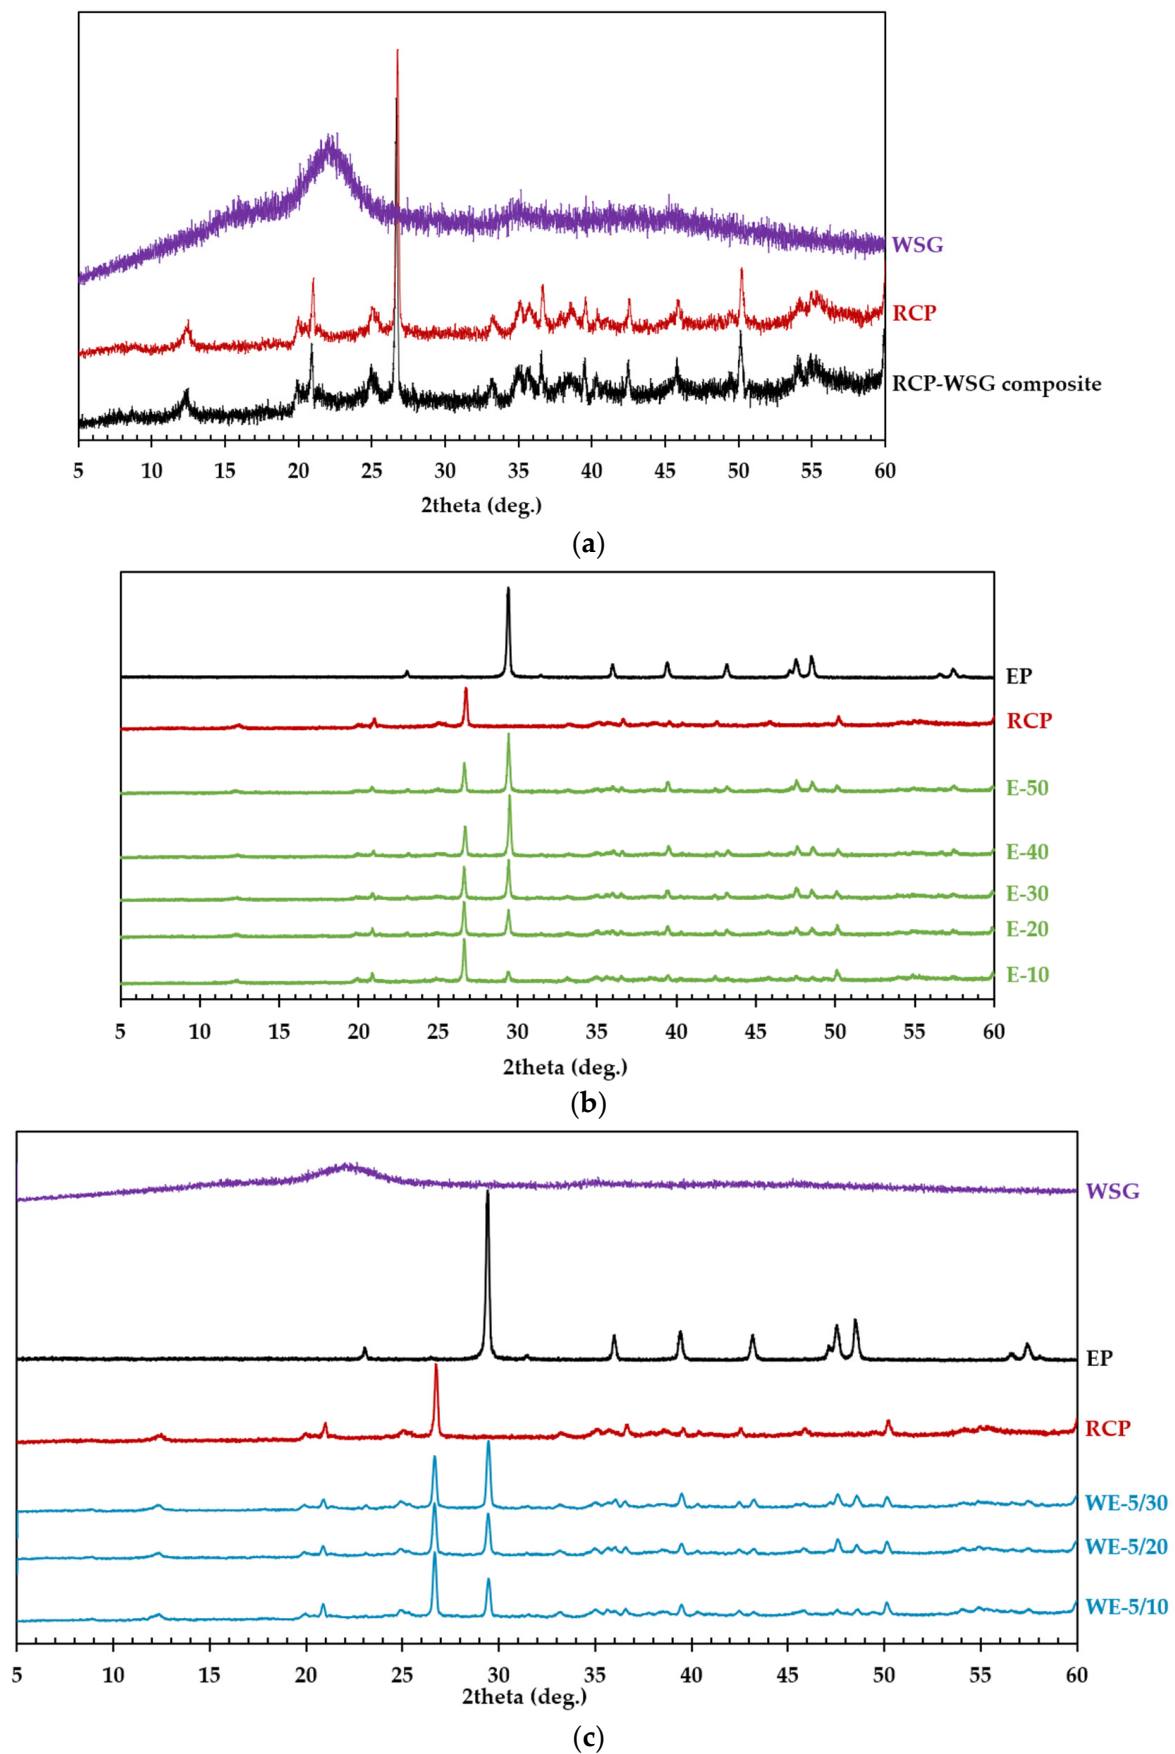 WSG
RCP
RCP-WSG composite
5 10 15 20 25 30 35 40 45 50 55 60
2theta (deg.)
(a)
EP
RCP
E-50
E-40
E-30
E-20
E-10
5 10 15 20 25 30 35 40 45 50 55 60
2theta (deg.)
(b)
WSG
EP
RCP
WE-5/30
WE-5/20
WE-5/10
5 10 15 20 25 30 35 40 45 50 55 60
2theta (deg.)
(c)